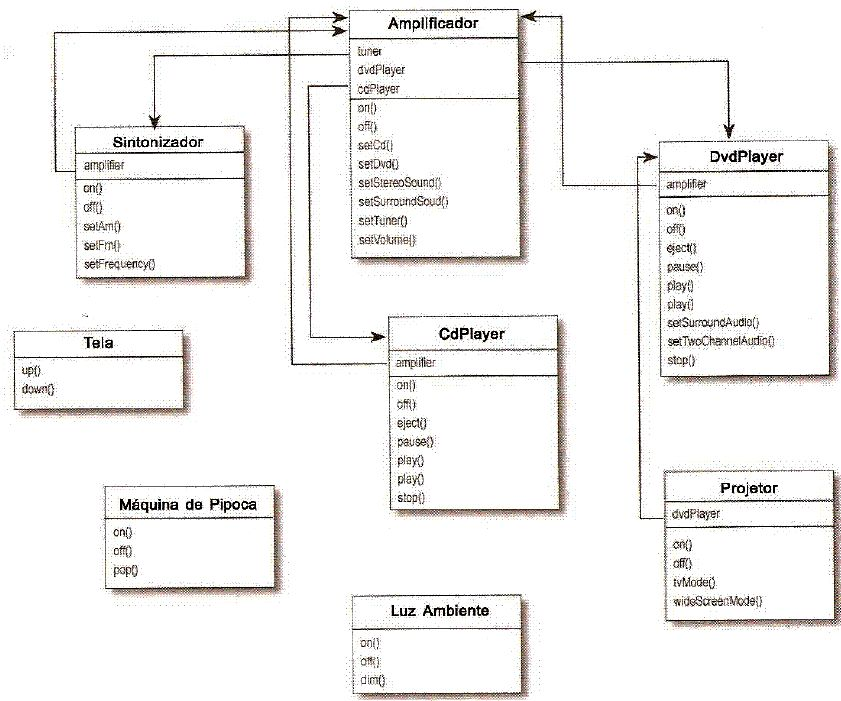 Amplificador
tuner
dvdPlayer
cdPlayer
on()
off()
setCd()
setDvd()
setStereoSound()
setSurroundSoud()
setTuner()
setVolume()
Sintonizador
amplifier
on()
off()
setAm()
setFm()
setFrequency()
DvdPlayer
amplifier
on()
off()
eject()
pause()
play()
play()
setSurroundAudio()
setTwoChannelAudio()
stop()
Tela
up()
down()
CdPlayer
amplifier
on()
off()
eject()
pause()
play()
play()
stop()
Máquina de Pipoca
on()
off()
pop()
Projetor
dvdPlayer
on()
off()
tvMode()
wideScreenMode()
Luz Ambiente
on()
off()
dim()